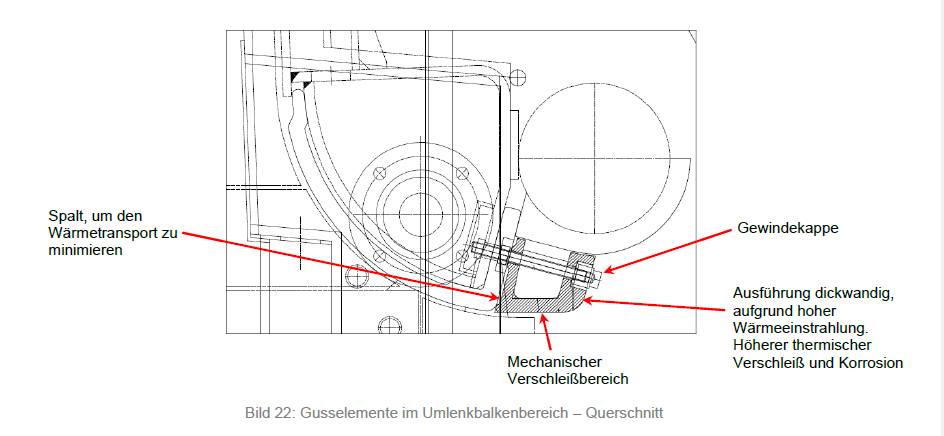 Spalt, um den
Wärmetransport zu
minimieren
Gewindekappe
Ausführung dickwandig,
aufgrund hoher
Wärmeeinstrahlung.
Höherer thermischer
Verschleiß und Korrosion
Mechanischer
Verschleißbereich
Bild 22: Gusselemente im Umlenkbalkenbereich – Querschnitt